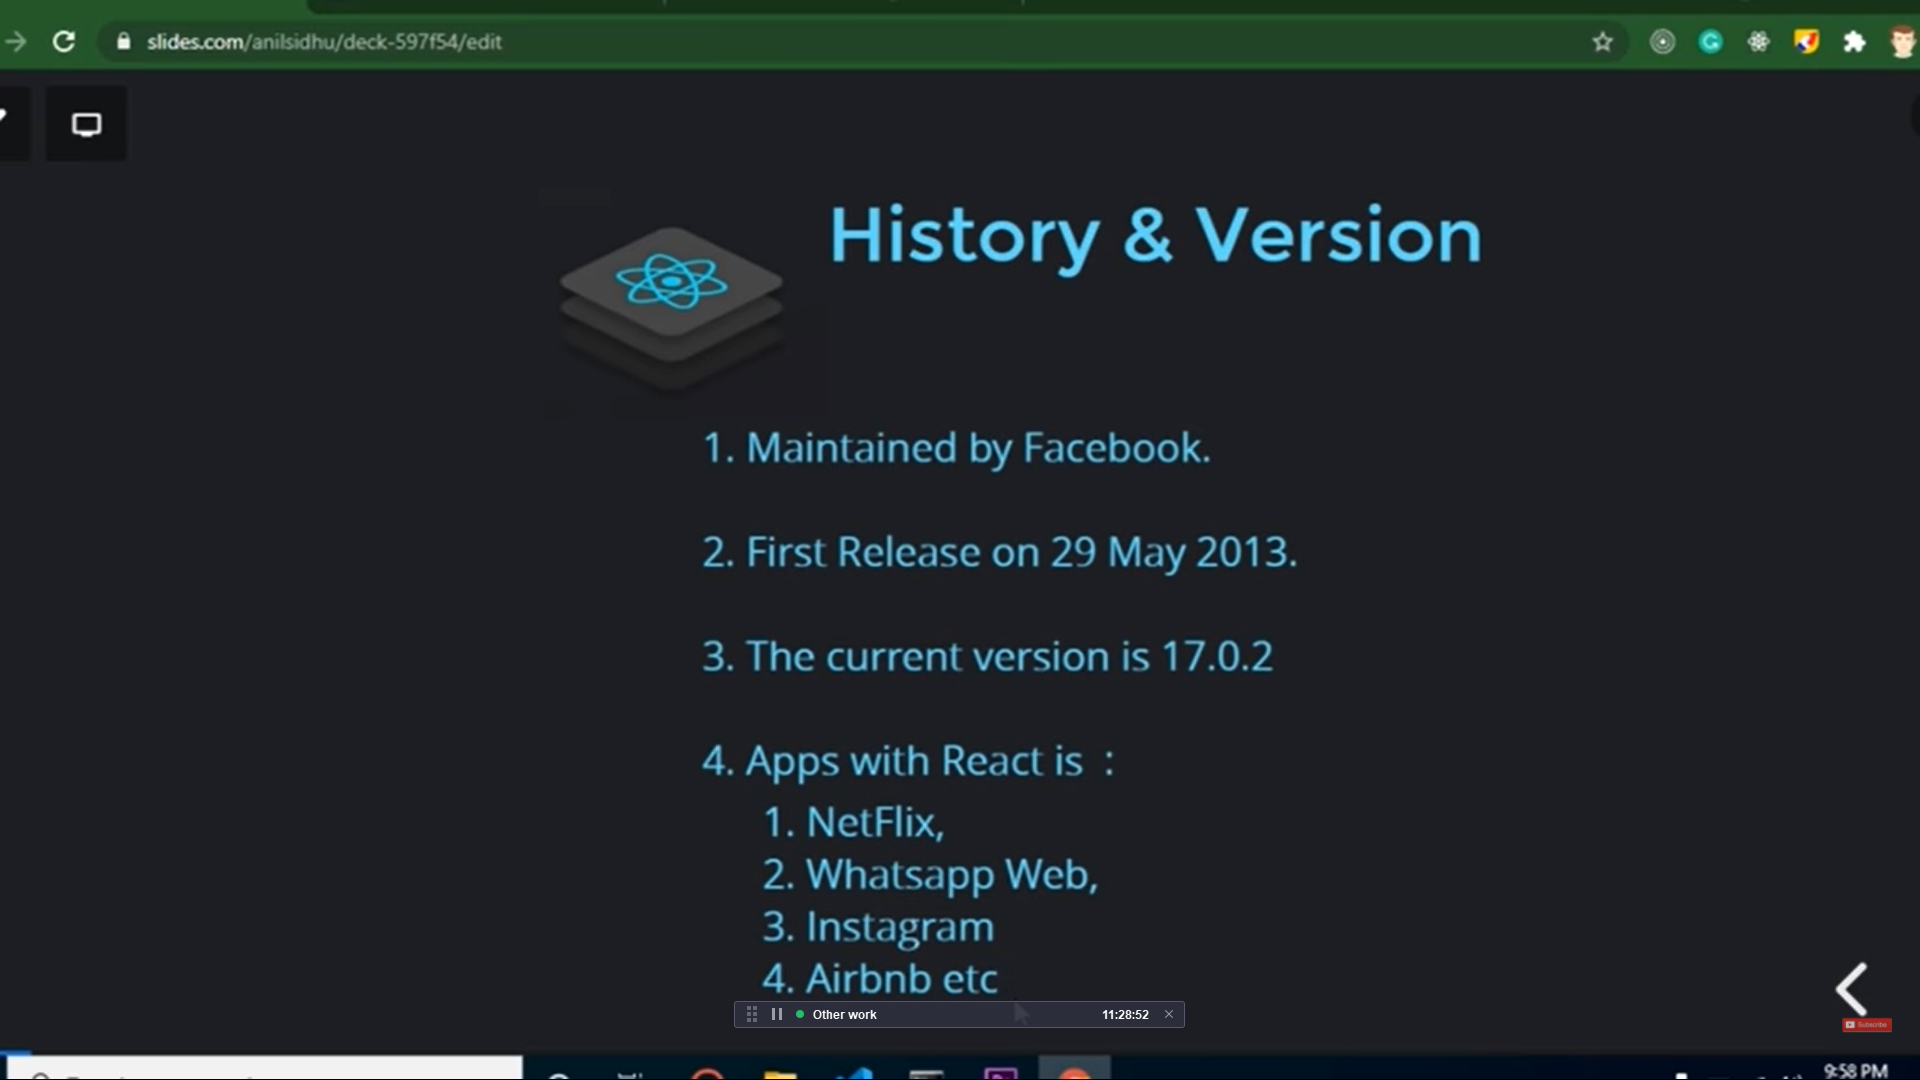 slides.com/anilsidhu/deck-597f54/edit
History & Version
1. Maintained by Facebook.
2. First Release on 29 May 2013.
3. The current version is 17.0.2
4. Apps with React is :
1. NetFlix,
2. Whatsapp Web,
3. Instagram
4. Airbnb etc
Other work 11:28:52
Subscribe
9:58 PM